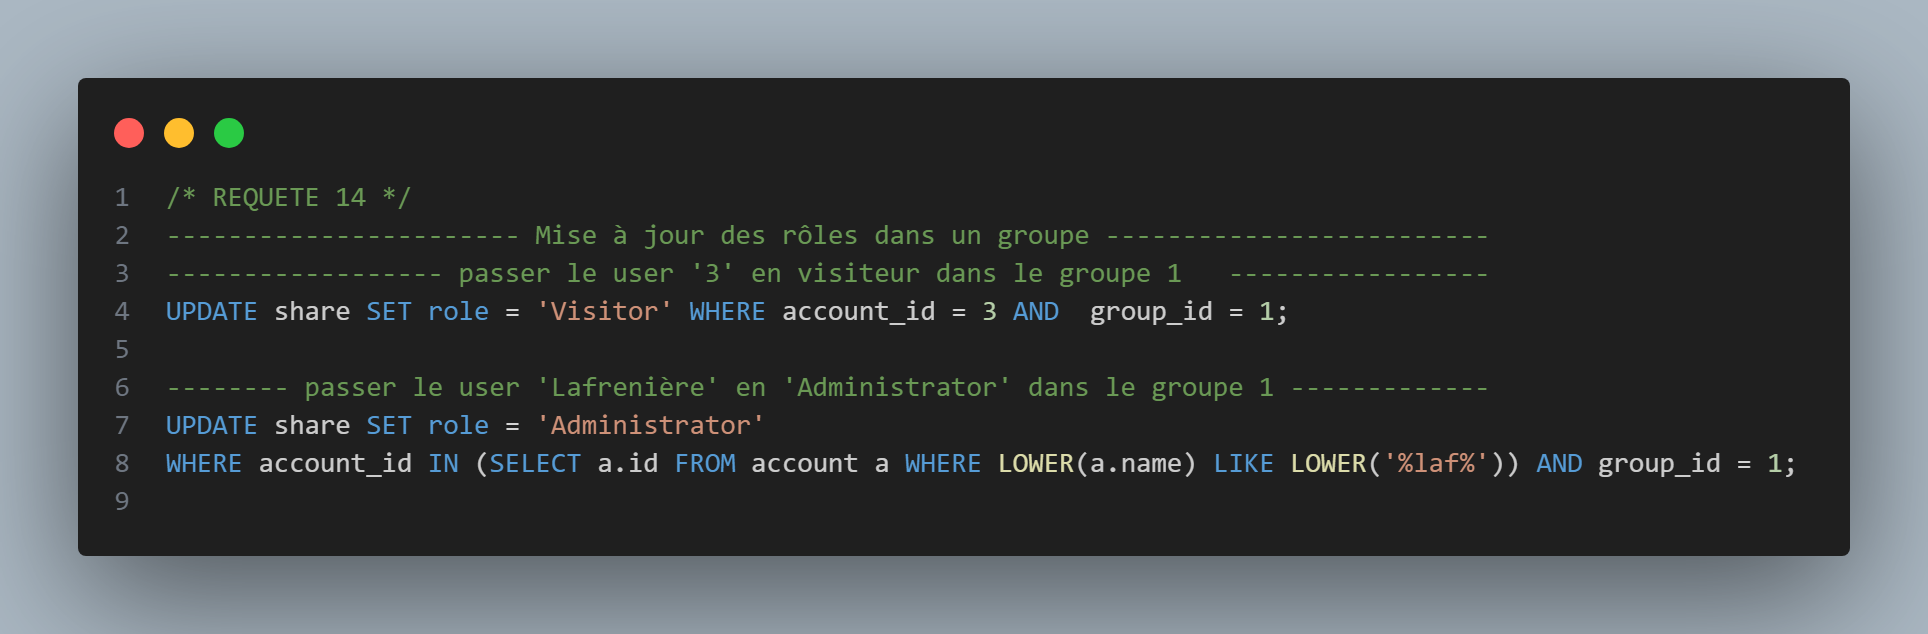 1 /* REQUETE 14 */
2 ----------------------- Mise à jour des rôles dans un groupe -------------------------
3 ------------------ passer le user '3' en visiteur dans le groupe 1   -----------------
4 UPDATE share SET role = 'Visitor' WHERE account_id = 3 AND  group_id = 1;
5
6 -------- passer le user 'Lafrenière' en 'Administrator' dans le groupe 1 -------------
7 UPDATE share SET role = 'Administrator'
8 WHERE account_id IN (SELECT a.id FROM account a WHERE LOWER(a.name) LIKE LOWER('%laf%')) AND group_id = 1;
9